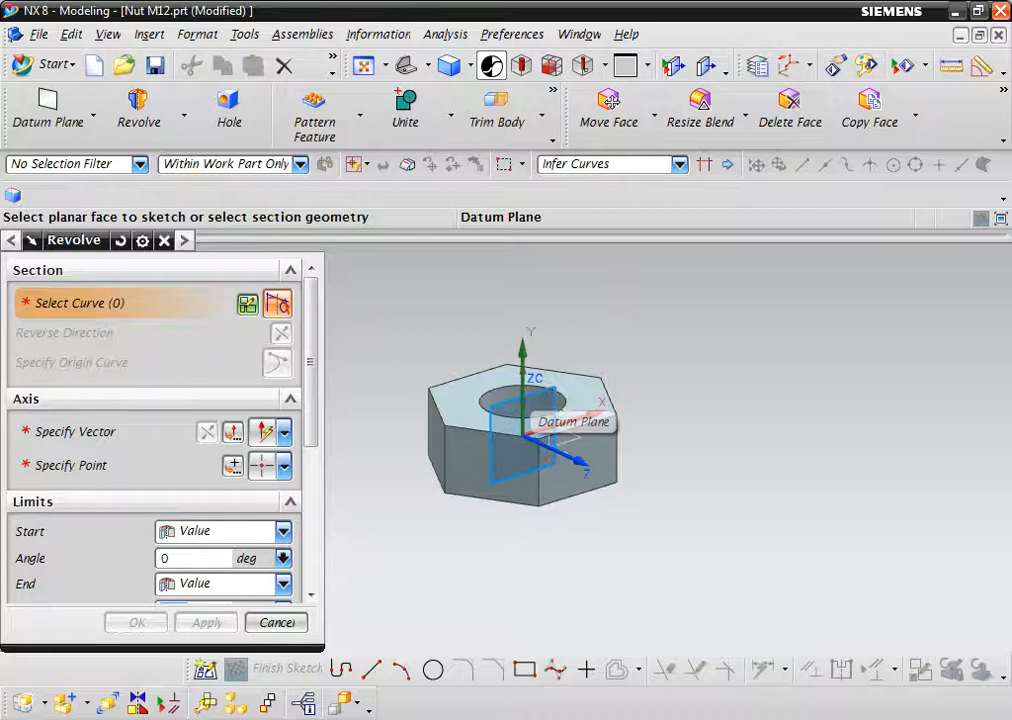 NX 8 - Modeling - [Nut M12.prt (Modified) ]
SIEMENS
File Edit View Insert Format Tools Assemblies Information Analysis Preferences Window Help
Start
Datum Plane
Revolve
Hole
Pattern Feature
Unite
Trim Body
Move Face
Resize Blend
Delete Face
Copy Face
No Selection Filter
Within Work Part Only
Infer Curves
Select planar face to sketch or select section geometry
Datum Plane
Revolve
Section
* Select Curve (0)
Reverse Direction
Specify Origin Curve
Axis
* Specify Vector
* Specify Point
Limits
Start
Value
Angle
0
deg
End
Value
OK
Apply
Cancel
Y
ZC
X
Datum Plane
Z
Finish Sketch